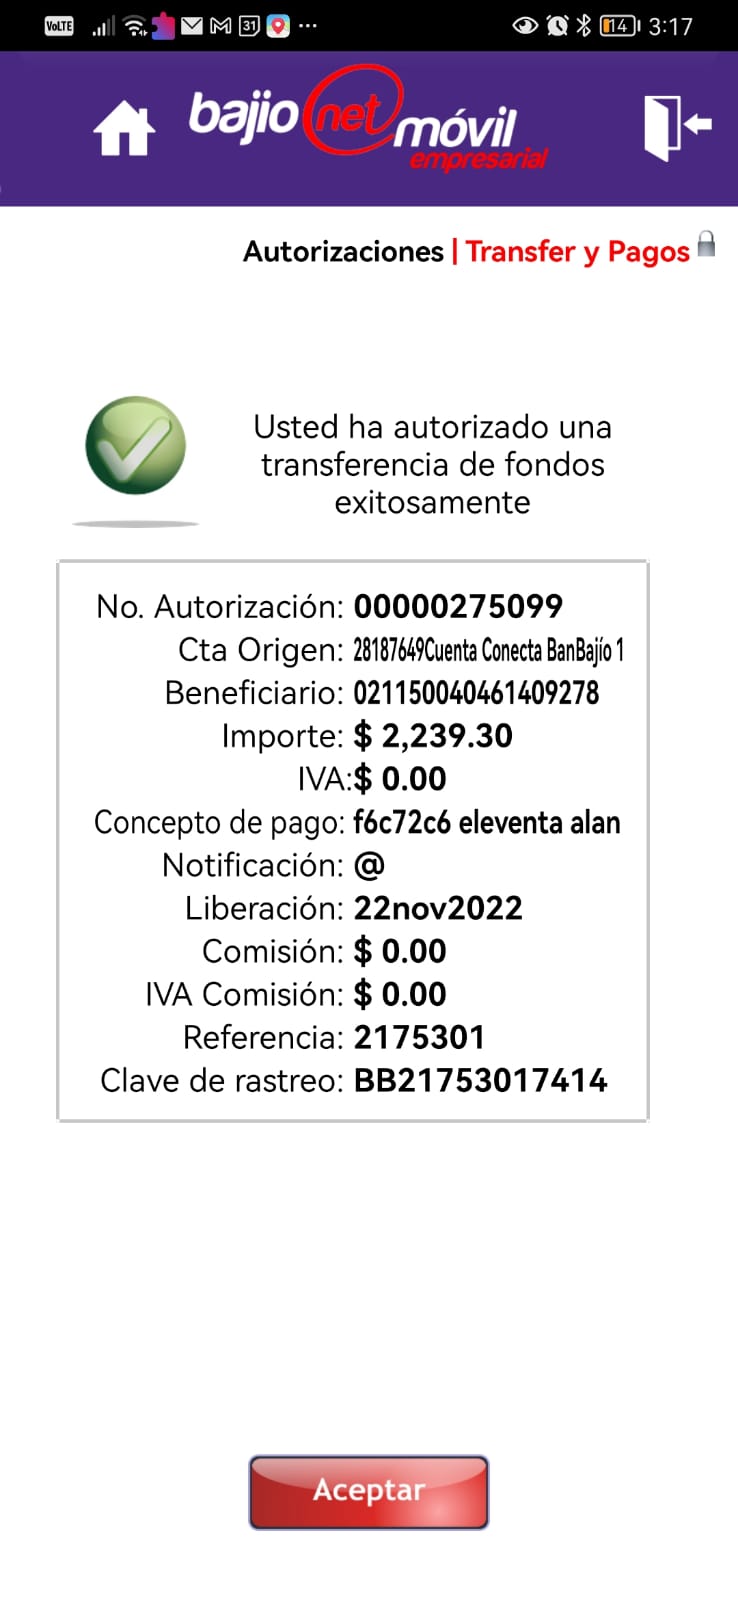 VoLTE 31 14 3:17
bajio net móvil
empresarial
Autorizaciones | Transfer y Pagos
Usted ha autorizado una
transferencia de fondos
exitosamente
No. Autorización: 00000275099
Cta Origen: 28187649Cuenta Conecta BanBajío 1
Beneficiario: 021150040461409278
Importe: $ 2,239.30
IVA:$ 0.00
Concepto de pago: f6c72c6 eleventa alan
Notificación: @
Liberación: 22nov2022
Comisión: $ 0.00
IVA Comisión: $ 0.00
Referencia: 2175301
Clave de rastreo: BB21753017414
Aceptar